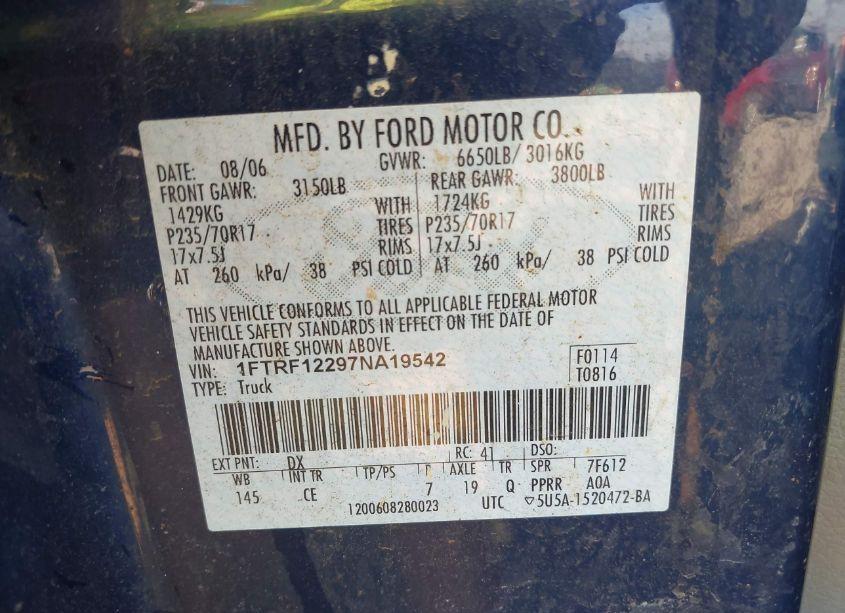 MFD. BY FORD MOTOR CO.
DATE: 08/06 GVWR: 6650LB/ 3016KG
FRONT GAWR: 3150LB REAR GAWR: 3800LB
1429KG WITH 1724KG WITH
P235/70R17 TIRES P235/70R17 TIRES
17x7.5J RIMS 17x7.5J RIMS
AT 260 kPa/ 38 PSI COLD AT 260 kPa/ 38 PSI COLD
THIS VEHICLE CONFORMS TO ALL APPLICABLE FEDERAL MOTOR
VEHICLE SAFETY STANDARDS IN EFFECT ON THE DATE OF
MANUFACTURE SHOWN ABOVE.
VIN: 1FTRF12297NA19542 F0114
TYPE: Truck T0816
EXT PNT: DX RC: 41 DSO:
WB INT TR TP/PS R AXLE TR SPR 7F612
145 CE 7 19 Q PPRR A0A
1200608280023 UTC ▽5U5A-1520472-BA